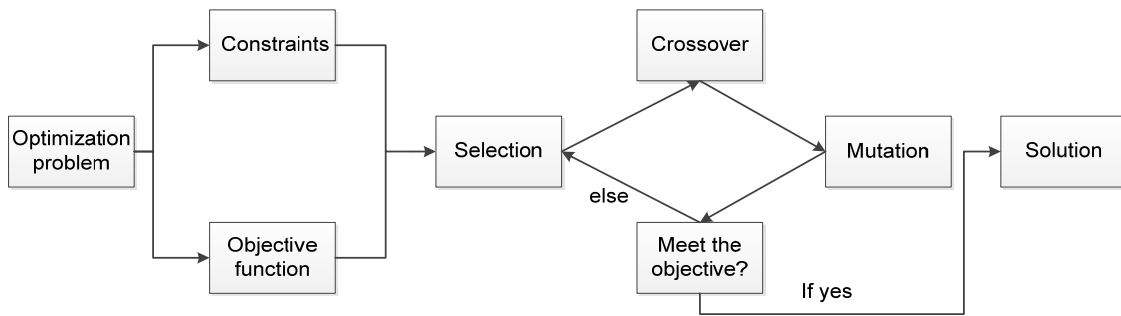 Constraints
Crossover
Optimization
problem
Selection
Mutation
Solution
else
Objective
function
Meet the
objective?
If yes